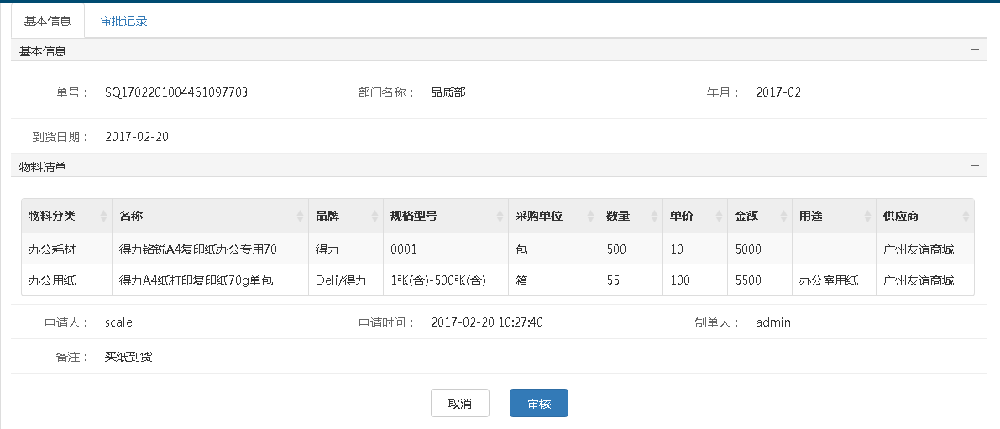 基本信息 审批记录
基本信息
单号： SQ1702201004461097703 部门名称： 品质部 年月： 2017-02
到货日期： 2017-02-20
物料清单
物料分类 名称 品牌 规格型号 采购单位 数量 单价 金额 用途 供应商
办公耗材 得力铭锐A4复印纸办公专用70 得力 0001 包 500 10 5000 广州友谊商城
办公用纸 得力A4纸打印复印纸70g单包 Deli/得力 1张(含)-500张(含) 箱 55 100 5500 办公室用纸 广州友谊商城
申请人： scale 申请时间： 2017-02-20 10:27:40 制单人： admin
备注： 买纸到货
取消 审核